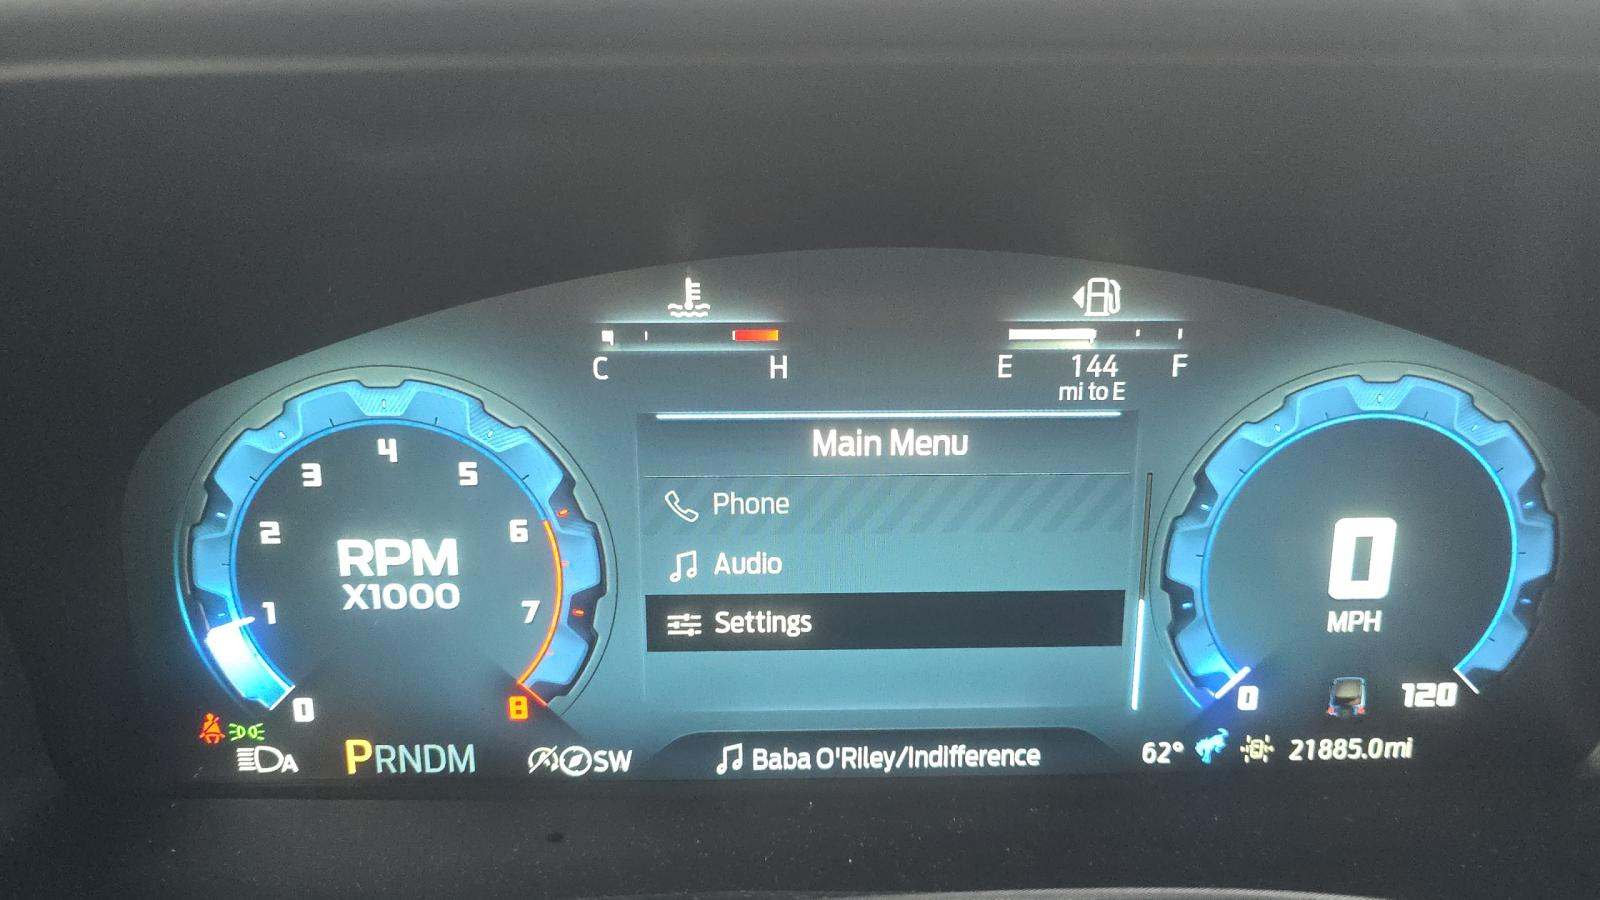 C H
E 144 F
mi to E
Main Menu
Phone
Audio
Settings
0 1 2 3 4 5 6 7 8
RPM
X1000
0
MPH
0 120
A
PRNDM
SW
Baba O'Riley/Indifference
62°
21885.0mi